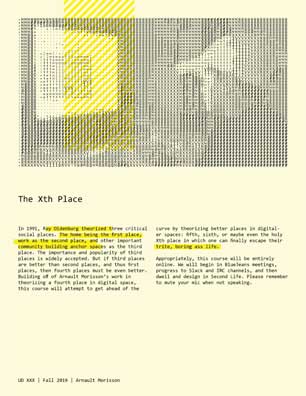 The Xth Place
In 1991, Ray Oldenburg theorized three critical
social places. The home being the first place,
work as the second place, and other important
community building anchor spaces as the third
place. The importance and popularity of third
places is widely accepted. But if third places
are better than second places, and thus first
places, then fourth places must even be better.
Building off of Arnault Morisson's work in
theorizing a fourth place in digital space,
this course will attempt to get ahead of the
curve by theorizing better places in digital-
er spaces: fifth, sixth, or maybe even the holy
Xth place in which one can finally escape their
trite, boring ass life.
Appropriately, this course will be entirely
online. We will begin in BlueJeans meetings,
progress to Slack and IRC channels, and then
dwell and design in Second Life. Please remember
to mute your mic when not speaking.
UD XXX | Fall 2019 | Arnault Morisson